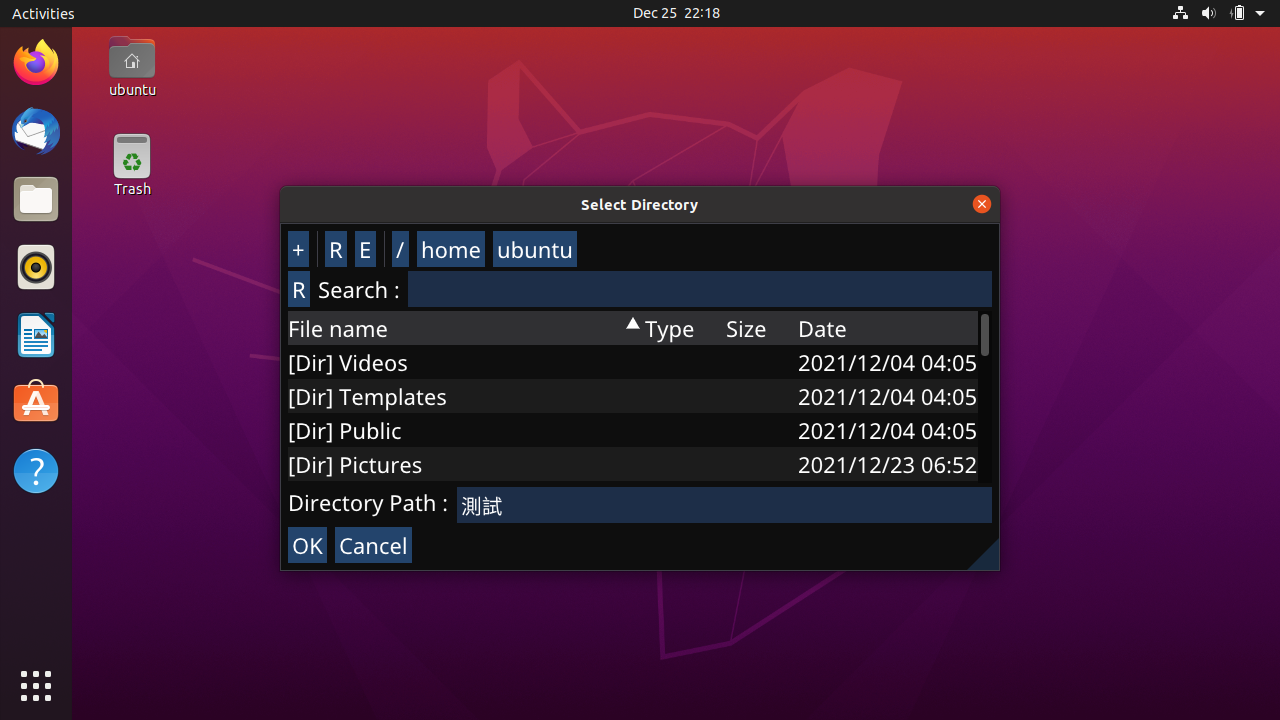 Activities
Dec 25 22:18
ubuntu
Trash
Select Directory
+ R E / home ubuntu
R Search :
File name Type Size Date
[Dir] Videos 2021/12/04 04:05
[Dir] Templates 2021/12/04 04:05
[Dir] Public 2021/12/04 04:05
[Dir] Pictures 2021/12/23 06:52
Directory Path : 測試
OK Cancel